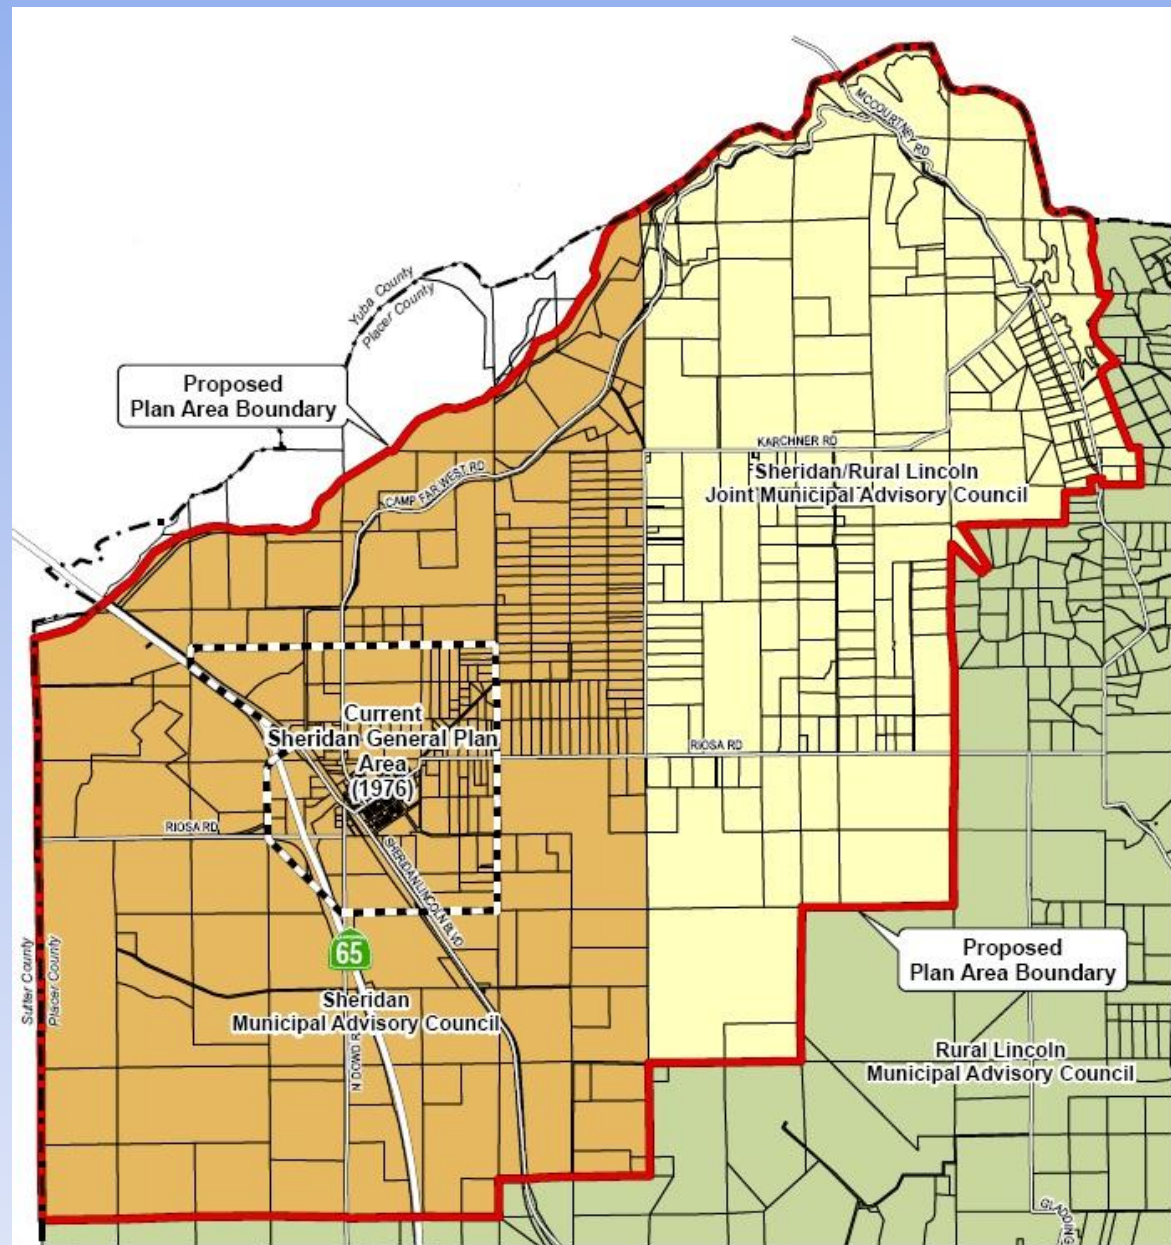 MCCOURTNEY RD
Yuba County
Placer County
Proposed
Plan Area Boundary
KARCHNER RD
CAMP FAR WEST RD
Sheridan/Rural Lincoln
Joint Municipal Advisory Council
Current
Sheridan General Plan
Area
(1976)
RIOSA RD
RIOSA RD
SHERIDAN LINCOLN BLVD
Sutter County
Placer County
65
Proposed
Plan Area Boundary
Sheridan
Municipal Advisory Council
N DOWD R
Rural Lincoln
Municipal Advisory Council
GLADDING